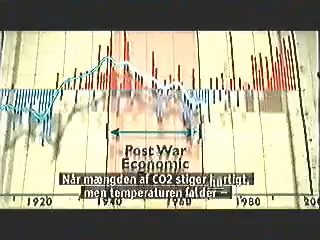 Post War
Economic
Når mængden af CO2 stiger hurtigt,
men temperaturen falder -
1920
1940
1960
1980